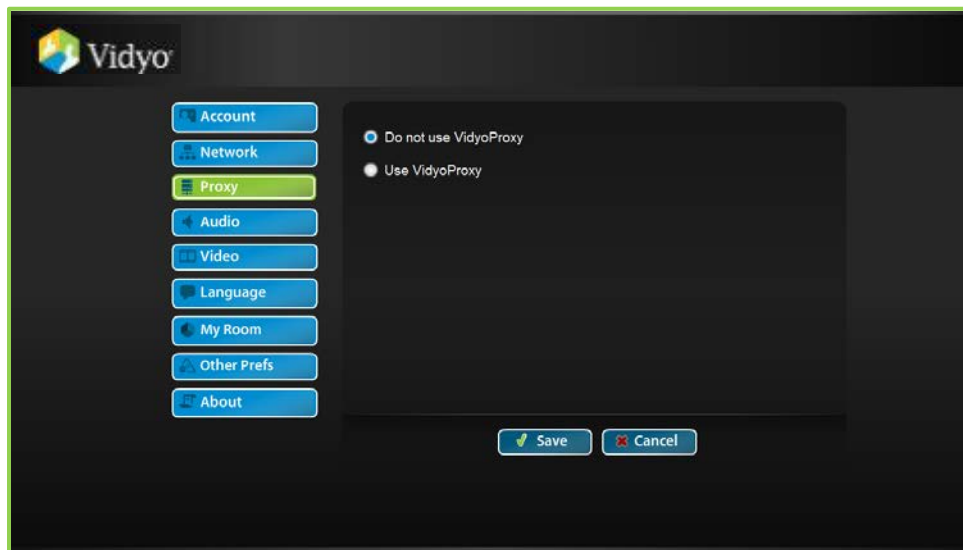 Vidyo
Account
Network
Proxy
Audio
Video
Language
My Room
Other Prefs
About
Do not use VidyoProxy
Use VidyoProxy
Save
Cancel